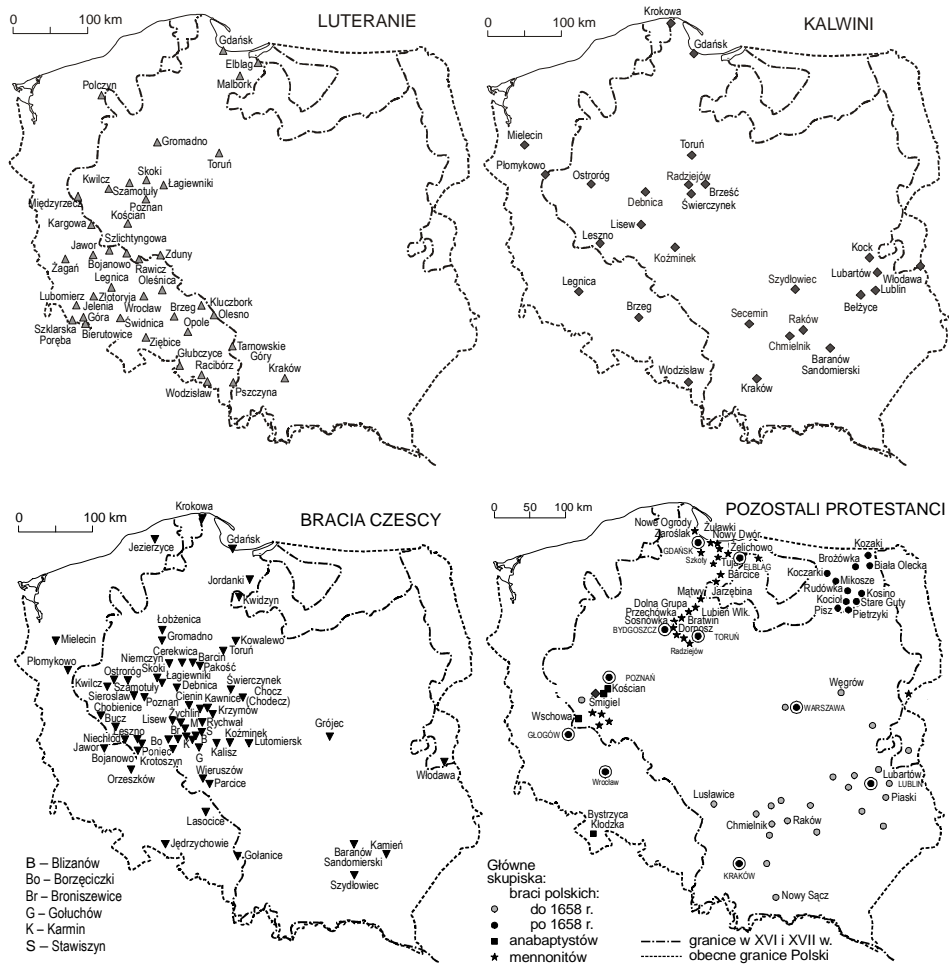 0 100 km
LUTERANIE
Gdańsk
Elbląg
Malbork
Polczyn
Gromadno
Toruń
Skoki
Kwilcz
Łagiewniki
Szamotuły
Międzyrzecz
Poznan
Kościan
Kargowa
Szlichtyngowa
Jawor
Zduny
Żagań
Bojanowo
Rawicz
Legnica
Oleśnica
Lubomierz
Złotoryja
Kluczbork
Jelenia
Góra
Wrocław
Brzeg
Olesno
Świdnica
Opole
Szklarska
Poręba
Bierutowice
Ziębice
Tarnowskie
Góry
Głubczyce
Racibórz
Kraków
Wodzisław
Pszczyna
0 100 km
KALWINI
Krokowa
Gdańsk
Mielecin
Toruń
Płomykowo
Ostroróg
Radziejów
Brześć
Debnica
Świerczynek
Lisew
Leszno
Koźminek
Kock
Szydłowiec
Lubartów
Włodawa
Legnica
Lublin
Bełżyce
Brzeg
Secemin
Raków
Chmielnik
Baranów
Sandomierski
Wodzisław
Kraków
0 100 km
BRACIA CZESCY
Krokowa
Jezierzyce
Gdańsk
Jordanki
Kwidzyn
Łobżenica
Mielecin
Gromadno
Kowalewo
Cerekwica
Toruń
Płomykowo
Niemczyn
Barcin
Ostroróg
Skoki
Pakość
Kwilcz
Łagiewniki
Świerczynek
Szamotuły
Debnica
Sieroslaw
Poznan
Cienin
Kawnice
Chocz
(Chodecz)
Chobienice
Żychlin
Krzymów
Bucz
Lisew
M
Rychwał
Grójec
Leszno
Br
S
Koźminek
Niechłod
Bo
K
B
Kalisz
Lutomiersk
Jawor
Poniec
G
Bojanowo
Krotoszyn
Wieruszów
Orzeszków
Parcice
Włodawa
Lasocice
Jędrzychowie
Golanice
Baranów
Sandomierski
Kamień
Szydłowiec
B – Blizanów
Bo – Borzęciczki
Br – Broniszewice
G – Gołuchów
K – Karmin
S – Stawiszyn
0 100 km
POZOSTALI PROTESTANCI
Nowe Ogrody
Żuławki
Zaroślak
Nowy Dwór
GDAŃSK
Żelichowo
Szkoły
Tuja
ELBLĄG
Barcice
Kozaki
Brożówka
Biała Olecka
Koczarki
Mikosze
Mątwy
Jarzębina
Rudówka
Kosino
Dolna Grupa
Kocioł
Stare Guty
Przechówka
Lubień Wlk.
Pisz
Pietrzyki
Sosnówka
Bratwin
BYDGOSZCZ
Dornosz
TORUŃ
Radziejów
POZNAŃ
Węgrów
Kościan
Smigiel
WARSZAWA
Wschowa
GŁOGÓW
Wrocław
Lubartów
LUBLIN
Lusławice
Piaski
Bystrzyca
Kłodzka
Chmielnik
Raków
KRAKÓW
Nowy Sącz
Główne
skupiska:
braci polskich:
do 1658 r.
po 1658 r.
anabaptystów
mennonitów
granice w XVI i XVII w.
obecne granice Polski